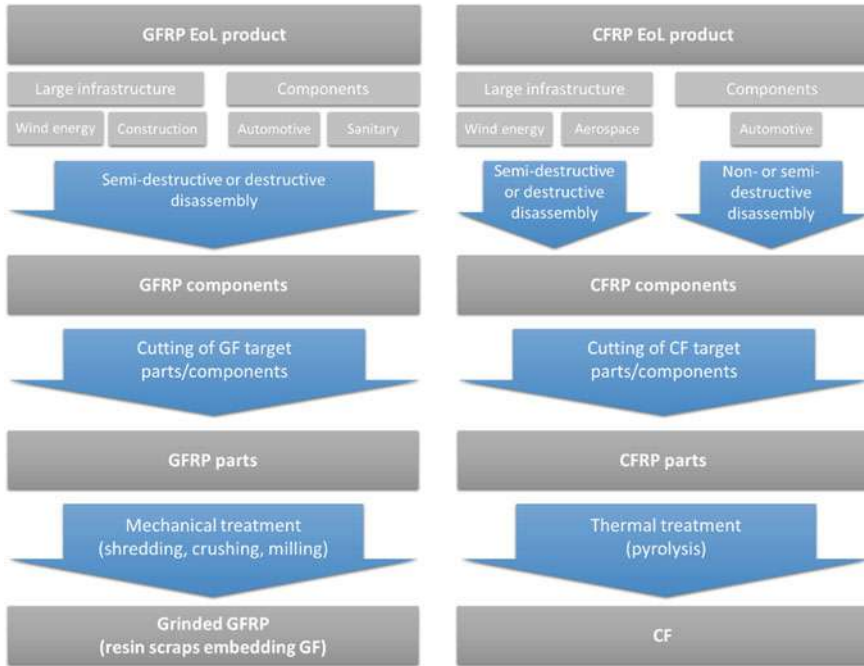 GFRP EoL product
Large infrastructure
Components
Wind energy
Construction
Automotive
Sanitary
Semi-destructive or destructive
disassembly
GFRP components
Cutting of GF target
parts/components
GFRP parts
Mechanical treatment
(shredding, crushing, milling)
Grinded GFRP
(resin scraps embedding GF)
CFRP EoL product
Large infrastructure
Components
Wind energy
Aerospace
Automotive
Semi-destructive
or destructive
disassembly
Non- or semi-
destructive
disassembly
CFRP components
Cutting of CF target
parts/components
CFRP parts
Thermal treatment
(pyrolysis)
CF